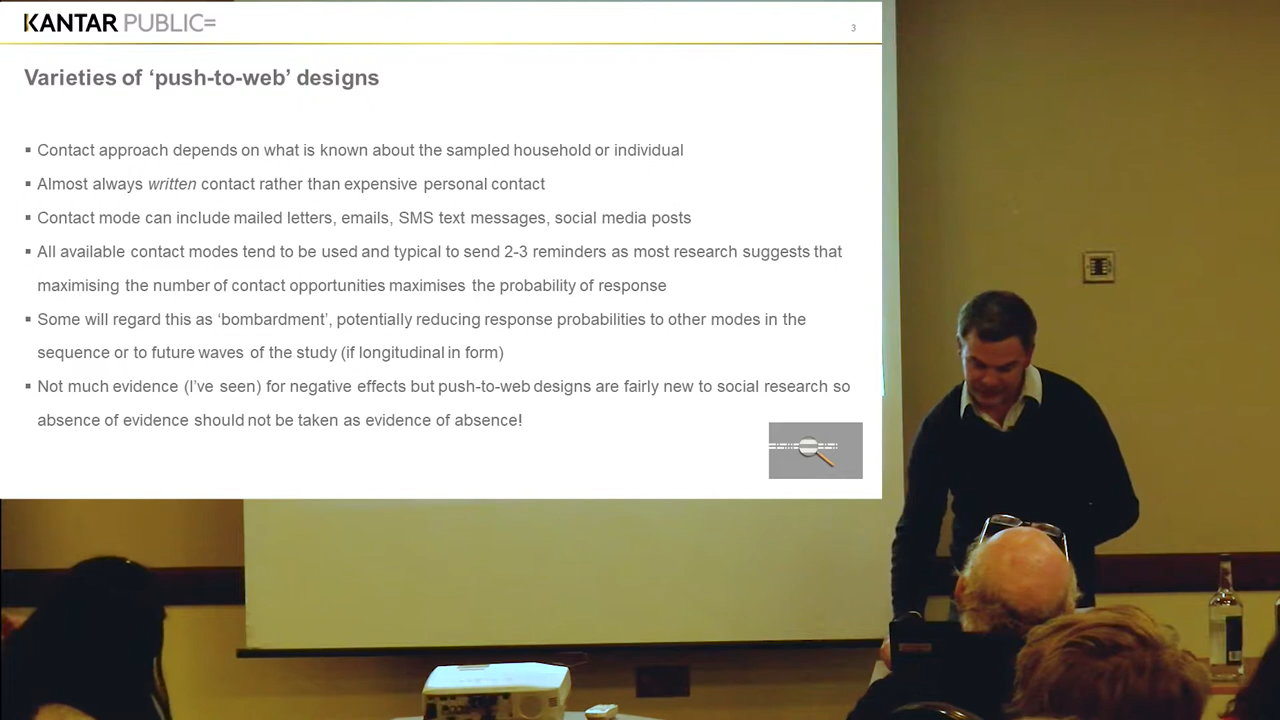 KANTAR PUBLIC=
3
Varieties of ‘push-to-web’ designs
▪ Contact approach depends on what is known about the sampled household or individual
▪ Almost always written contact rather than expensive personal contact
▪ Contact mode can include mailed letters, emails, SMS text messages, social media posts
▪ All available contact modes tend to be used and typical to send 2-3 reminders as most research suggests that
maximising the number of contact opportunities maximises the probability of response
▪ Some will regard this as ‘bombardment’, potentially reducing response probabilities to other modes in the
sequence or to future waves of the study (if longitudinal in form)
▪ Not much evidence (I’ve seen) for negative effects but push-to-web designs are fairly new to social research so
absence of evidence should not be taken as evidence of absence!